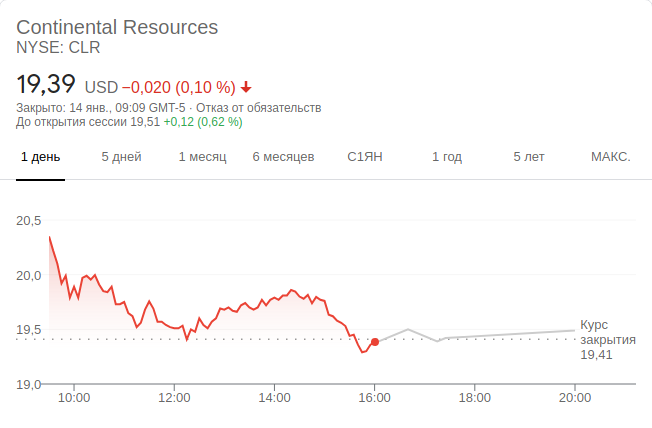 Continental Resources
NYSE: CLR
19,39 USD −0,020 (0,10 %)
Закрыто: 14 янв., 09:09 GMT-5 · Отказ от обязательств
До открытия сессии 19,51 +0,12 (0,62 %)
1 день 5 дней 1 месяц 6 месяцев С1ЯН 1 год 5 лет МАКС.
20,5
20,0
19,5
19,0
Курс
закрытия
19,41
10:00 12:00 14:00 16:00 18:00 20:00